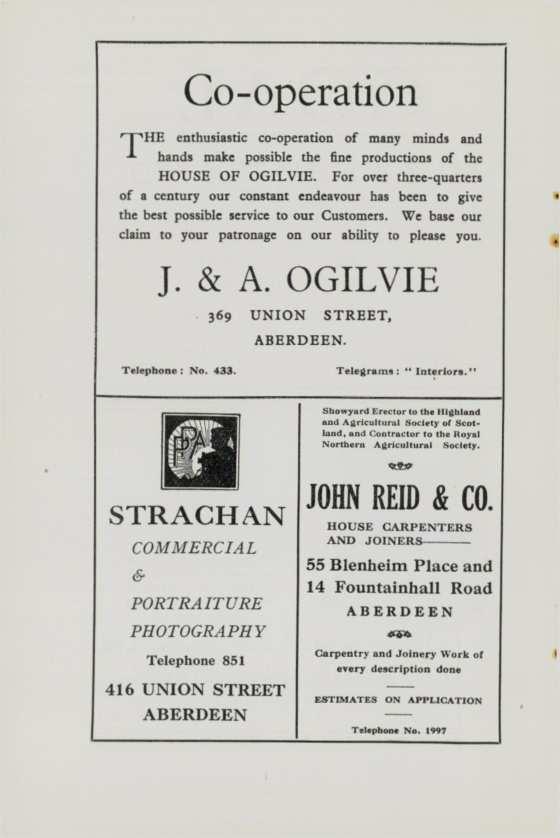 Co-operation
THE enthusiastic co-operation of many minds and
hands make possible the fine productions of the
HOUSE OF OGILVIE. For over three-quarters
of a century our constant endeavour has been to give
the best possible service to our Customers. We base our
claim to your patronage on our ability to please you.
J. & A. OGILVIE
369 UNION STREET,
ABERDEEN.
Telephone : No. 433. Telegrams : " Interiors."
STRACHAN
COMMERCIAL
&
PORTRAITURE
PHOTOGRAPHY
Telephone 851
416 UNION STREET
ABERDEEN
Showyard Erector to the Highland
and Agricultural Society of Scot-
land, and Contractor to the Royal
Northern Agricultural Society.
JOHN REID & CO.
HOUSE CARPENTERS
AND JOINERS
55 Blenheim Place and
14 Fountainhall Road
ABERDEEN
Carpentry and Joinery Work of
every description done
ESTIMATES ON APPLICATION
Telephone No. 1997